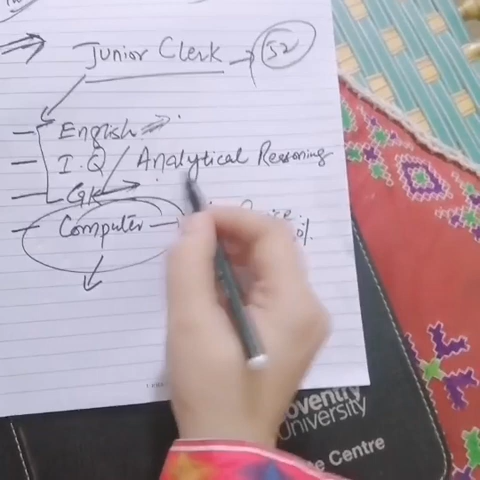 Junior Clerk → 52
English ⇒
I.Q / Analytical Reasoning
GK →
Computer →
Coventry
University
Centre